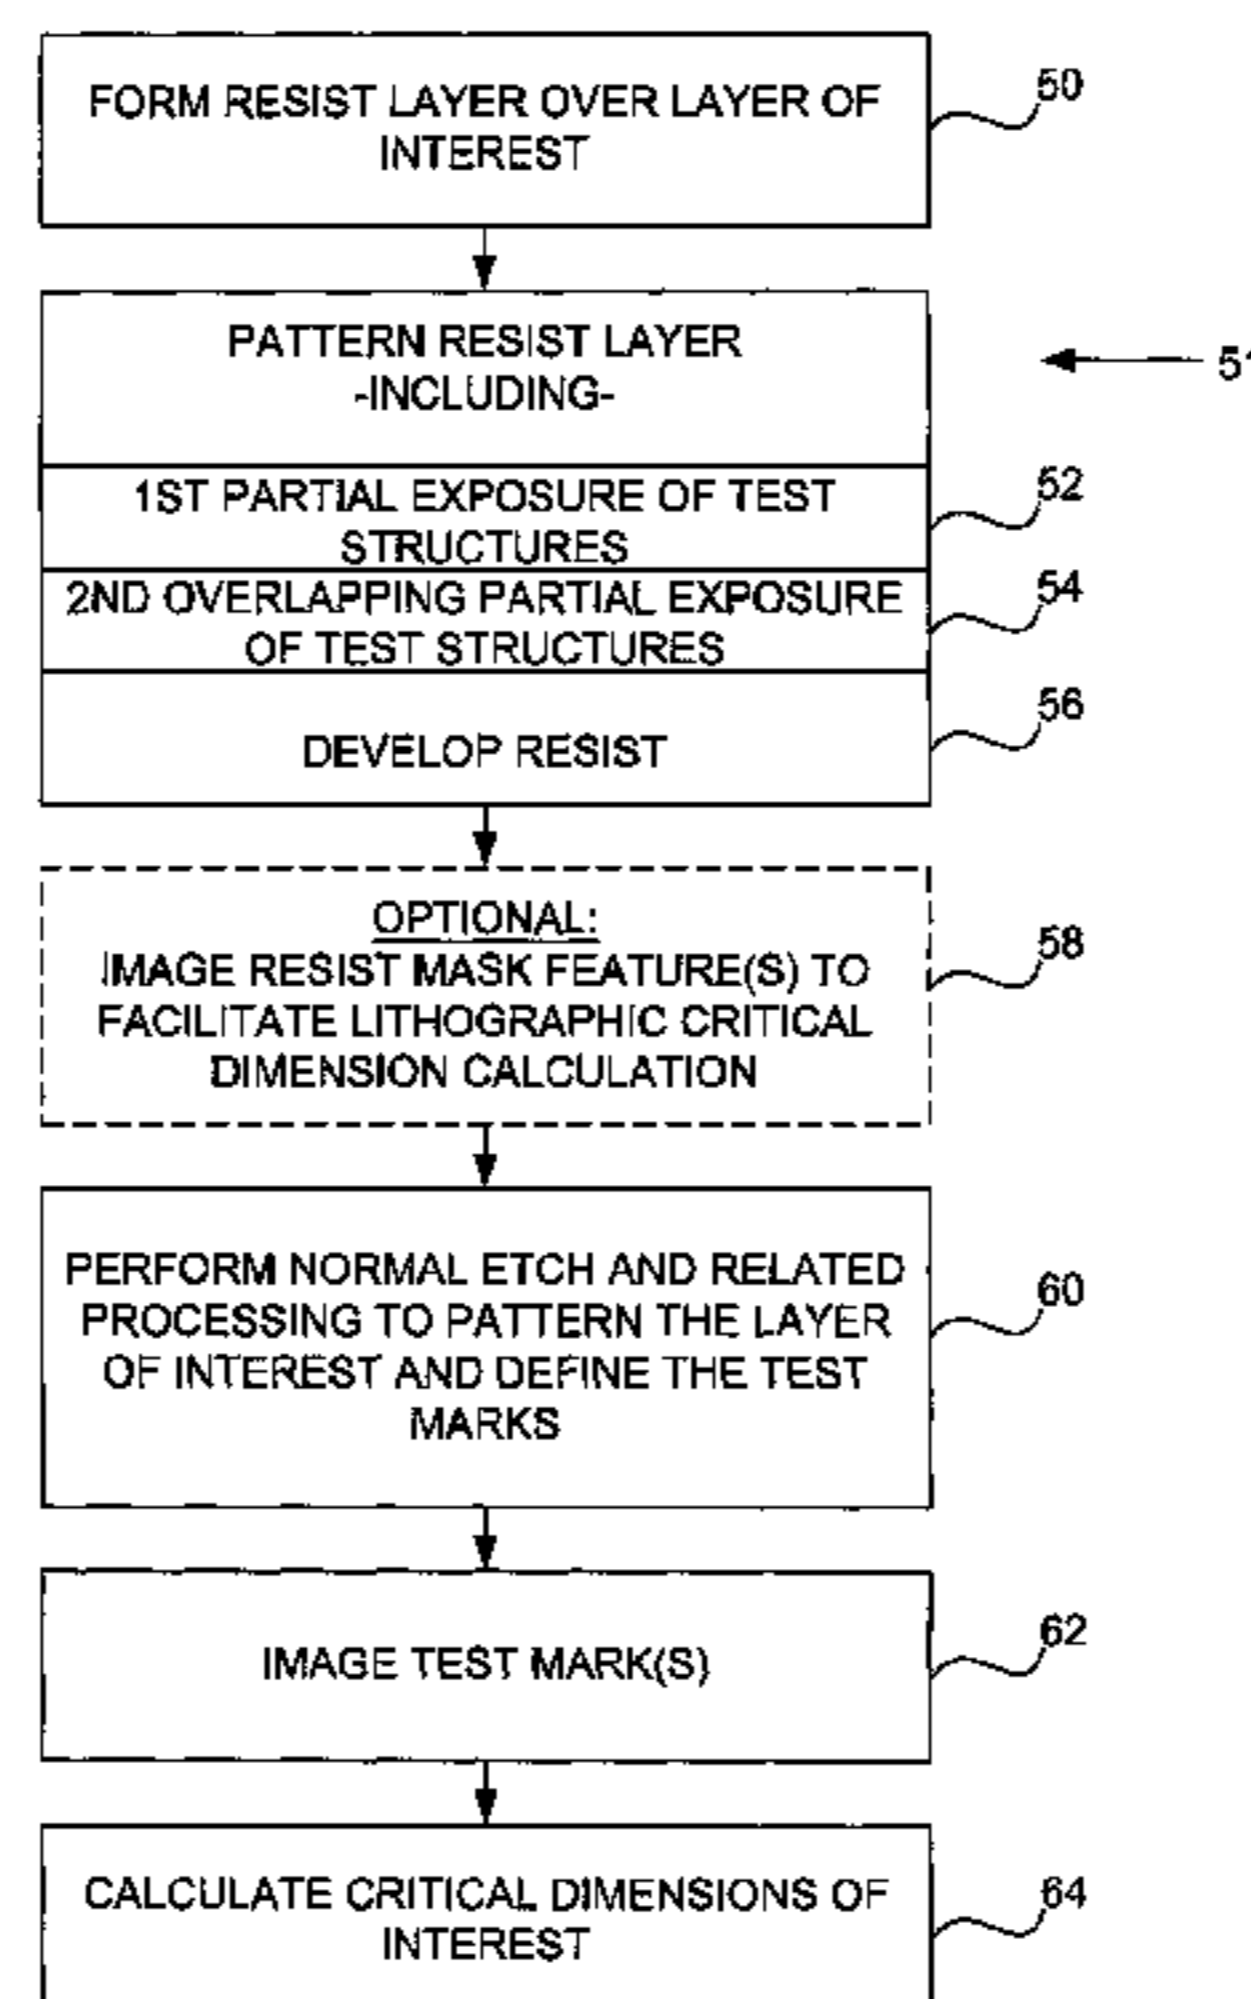 FORM RESIST LAYER OVER LAYER OF
INTEREST
50
PATTERN RESIST LAYER
-INCLUDING-
51
1ST PARTIAL EXPOSURE OF TEST
STRUCTURES
52
2ND OVERLAPPING PARTIAL EXPOSURE
OF TEST STRUCTURES
54
DEVELOP RESIST
56
OPTIONAL:
IMAGE RESIST MASK FEATURE(S) TO
FACILITATE LITHOGRAPHIC CRITICAL
DIMENSION CALCULATION
58
PERFORM NORMAL ETCH AND RELATED
PROCESSING TO PATTERN THE LAYER
OF INTEREST AND DEFINE THE TEST
MARKS
60
IMAGE TEST MARK(S)
62
CALCULATE CRITICAL DIMENSIONS OF
INTEREST
64